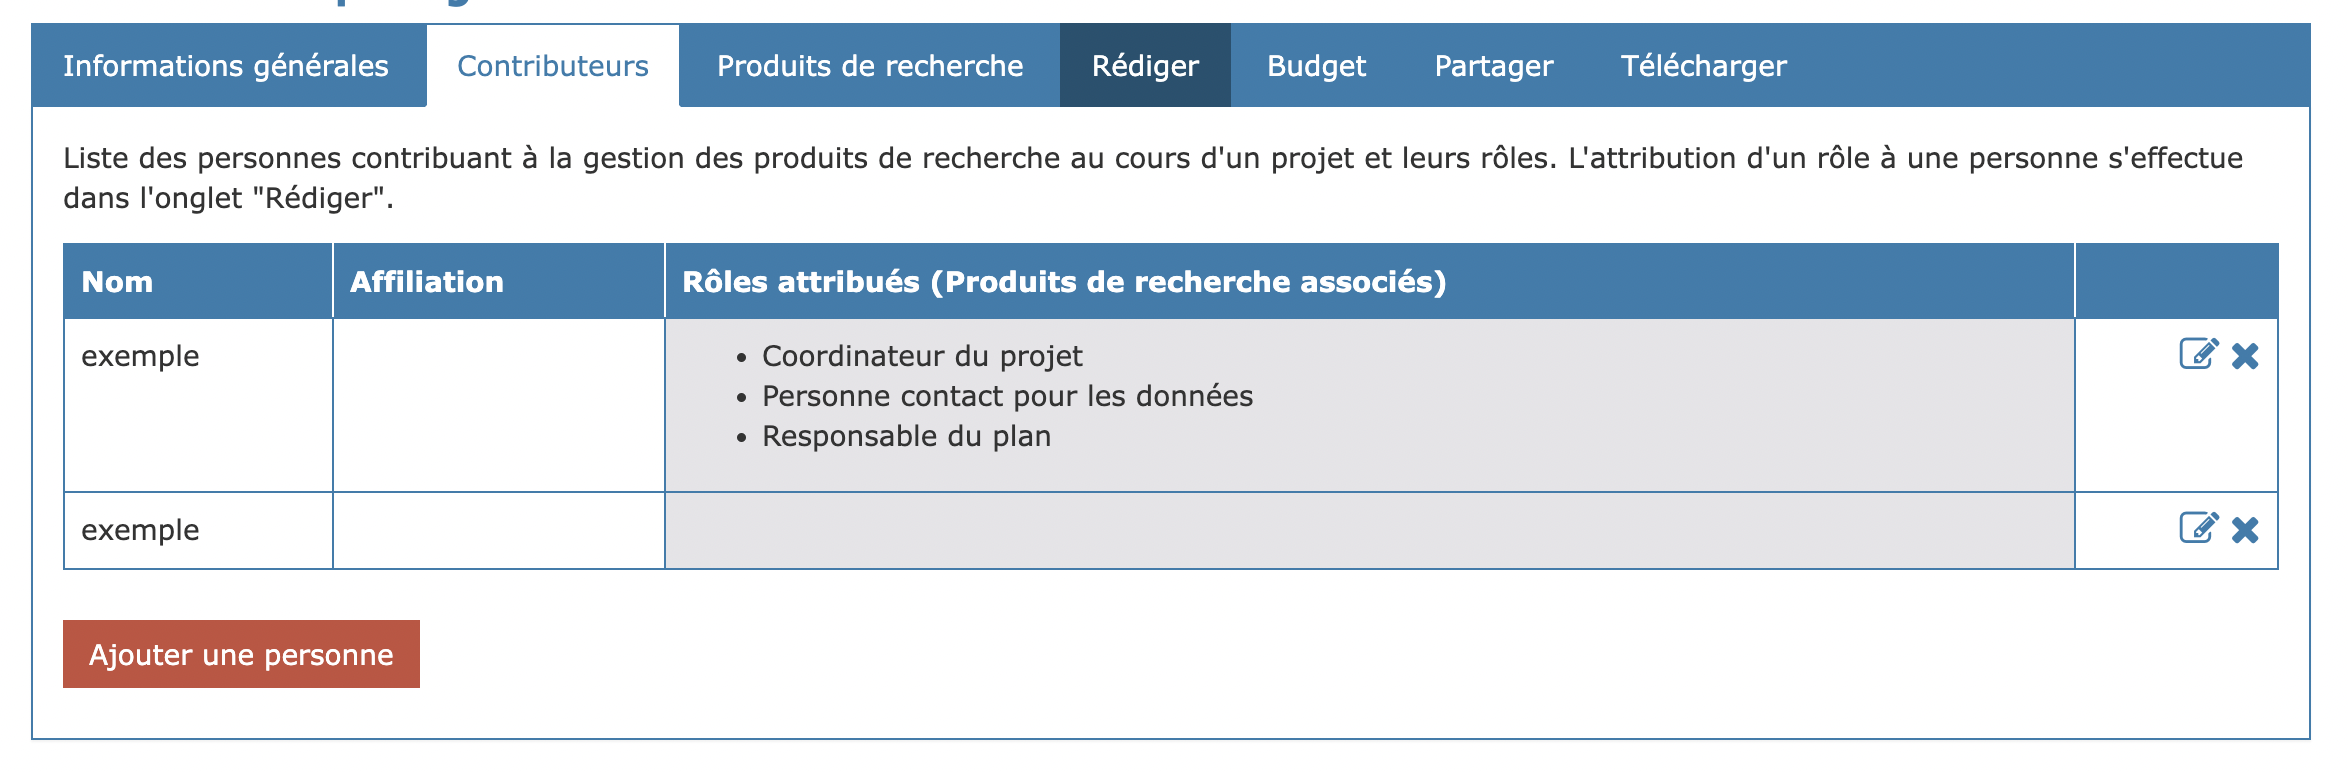 Informations générales Contributeurs Produits de recherche Rédiger Budget Partager Télécharger
Liste des personnes contribuant à la gestion des produits de recherche au cours d'un projet et leurs rôles. L'attribution d'un rôle à une personne s'effectue
dans l'onglet "Rédiger".
Nom Affiliation Rôles attribués (Produits de recherche associés)
exemple • Coordinateur du projet
• Personne contact pour les données
• Responsable du plan
exemple
Ajouter une personne